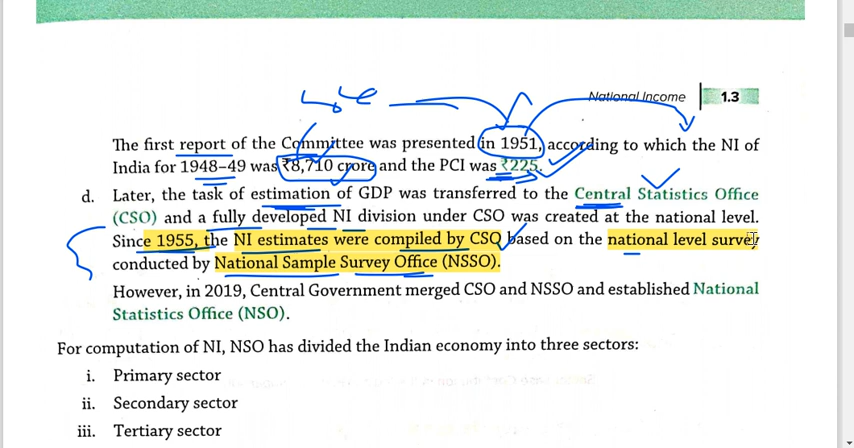 National Income 1.3
The first report of the Committee was presented in 1951, according to which the NI of
India for 1948–49 was ₹8,710 crore and the PCI was ₹225.
d. Later, the task of estimation of GDP was transferred to the Central Statistics Office
(CSO) and a fully developed NI division under CSO was created at the national level.
Since 1955, the NI estimates were compiled by CSO based on the national level survey
conducted by National Sample Survey Office (NSSO).
However, in 2019, Central Government merged CSO and NSSO and established National
Statistics Office (NSO).
For computation of NI, NSO has divided the Indian economy into three sectors:
i. Primary sector
ii. Secondary sector
iii. Tertiary sector